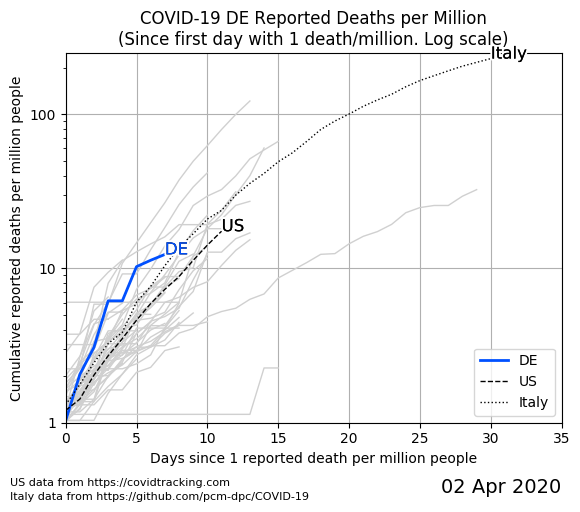 COVID-19 DE Reported Deaths per Million
(Since first day with 1 death/million. Log scale)
Italy
US
DE
100
10
1
Cumulative reported deaths per million people
0 5 10 15 20 25 30 35
Days since 1 reported death per million people
DE
US
Italy
US data from https://covidtracking.com
Italy data from https://github.com/pcm-dpc/COVID-19
02 Apr 2020